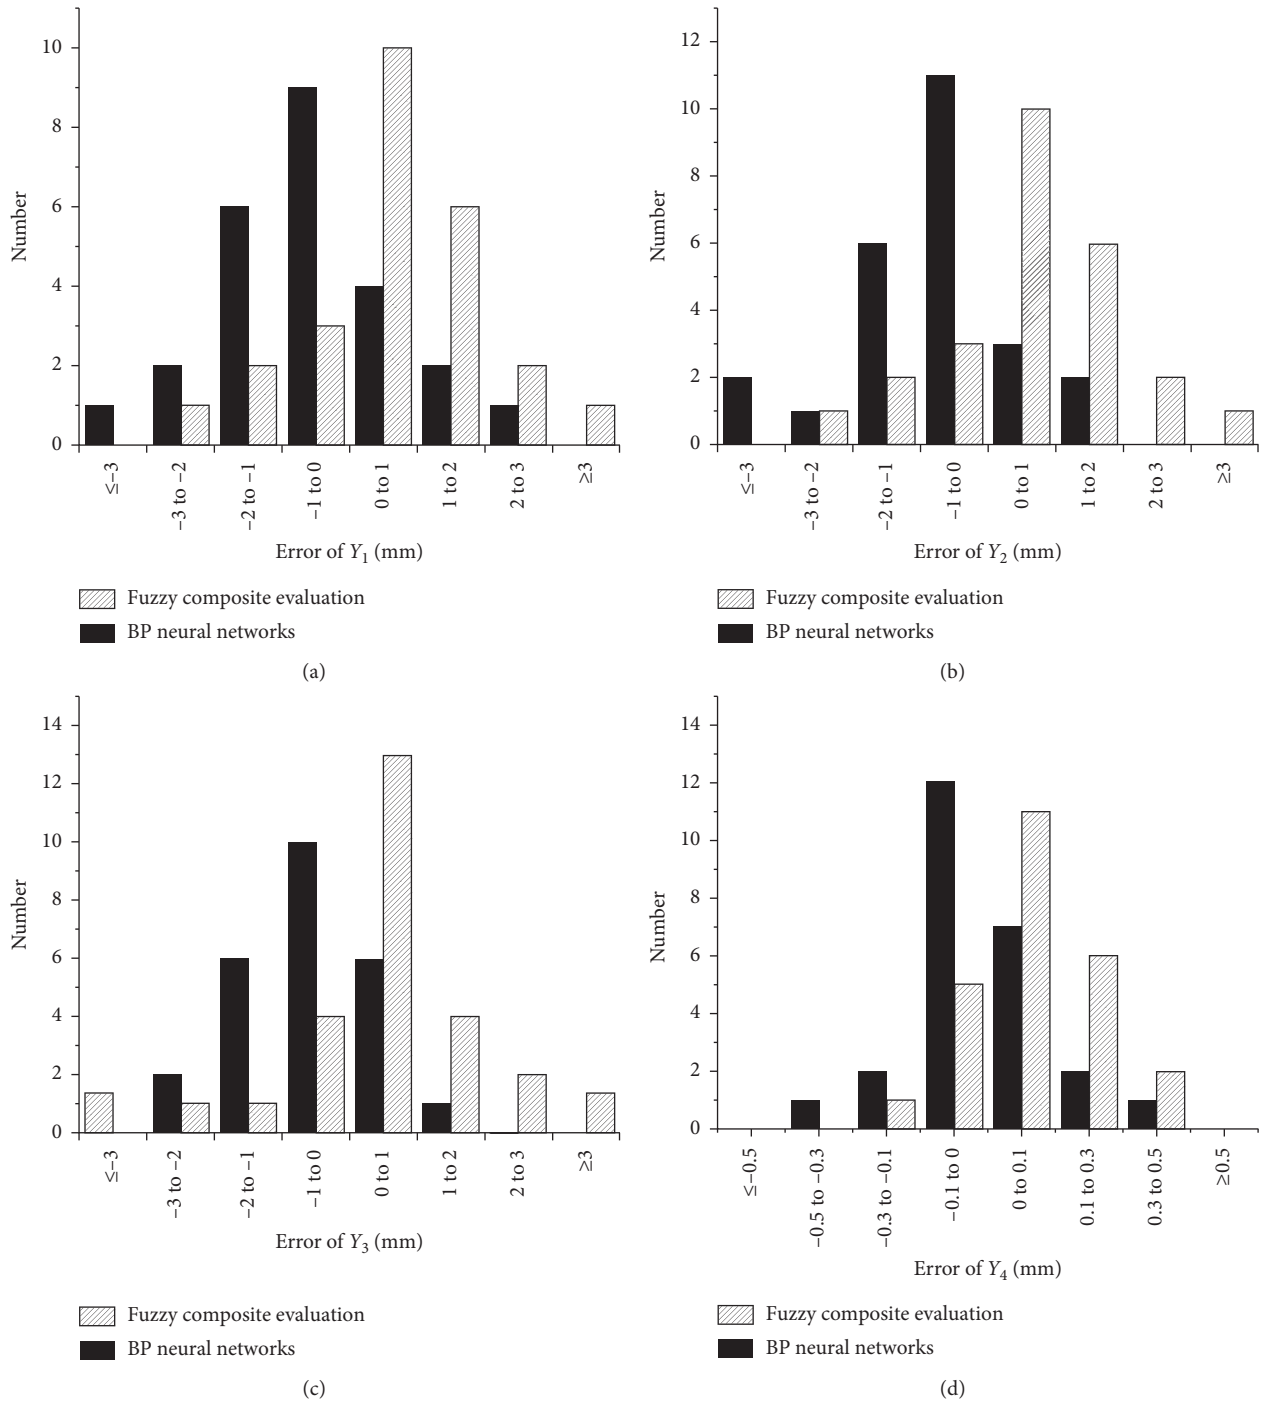 10
8
6
4
2
0
Number
≤−3
−3 to −2
−2 to −1
−1 to 0
0 to 1
1 to 2
2 to 3
≥3
Error of Y1 (mm)
Fuzzy composite evaluation
BP neural networks
(a)
12
10
8
6
4
2
0
Number
≤−3
−3 to −2
−2 to −1
−1 to 0
0 to 1
1 to 2
2 to 3
≥3
Error of Y2 (mm)
Fuzzy composite evaluation
BP neural networks
(b)
14
12
10
8
6
4
2
0
Number
≤−3
−3 to −2
−2 to −1
−1 to 0
0 to 1
1 to 2
2 to 3
≥3
Error of Y3 (mm)
Fuzzy composite evaluation
BP neural networks
(c)
14
12
10
8
6
4
2
0
Number
≤−0.5
−0.5 to −0.3
−0.3 to −0.1
−0.1 to 0
0 to 0.1
0.1 to 0.3
0.3 to 0.5
≥0.5
Error of Y4 (mm)
Fuzzy composite evaluation
BP neural networks
(d)